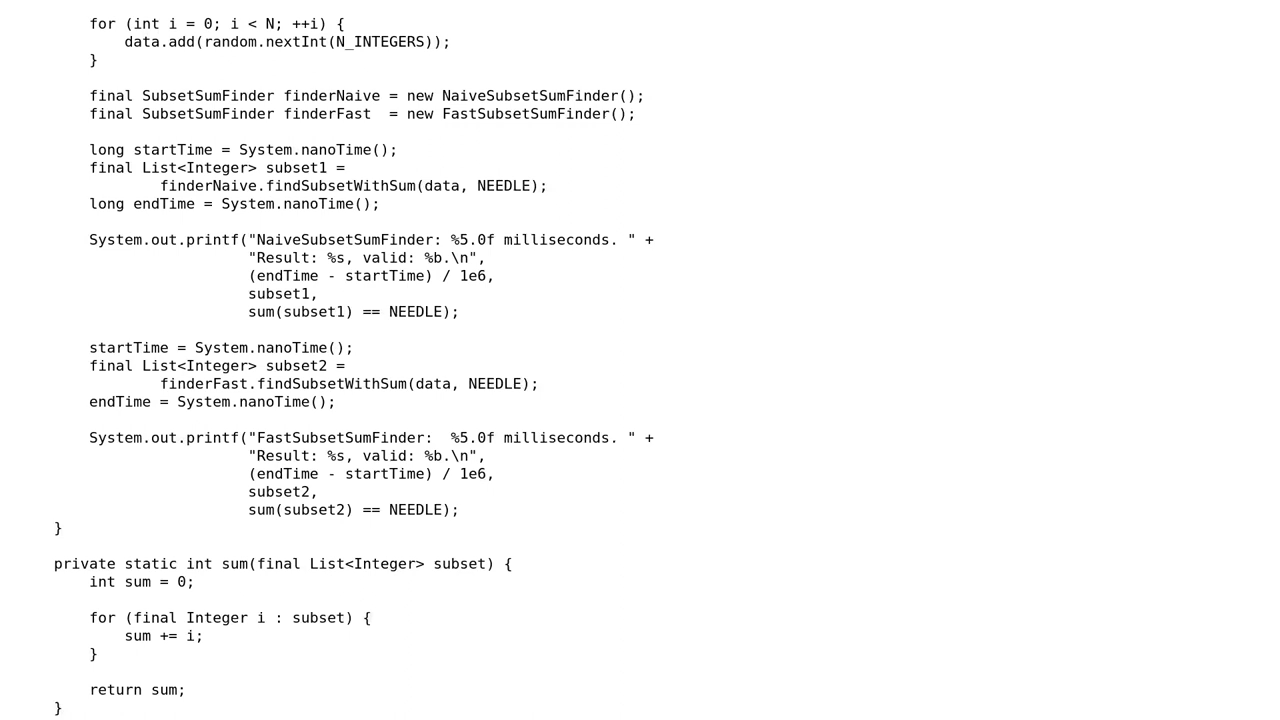 for (int i = 0; i < N; ++i) {
data.add(random.nextInt(N_INTEGERS));
}
final SubsetSumFinder finderNaive = new NaiveSubsetSumFinder();
final SubsetSumFinder finderFast  = new FastSubsetSumFinder();
long startTime = System.nanoTime();
final List<Integer> subset1 =
finderNaive.findSubsetWithSum(data, NEEDLE);
long endTime = System.nanoTime();
System.out.printf("NaiveSubsetSumFinder: %5.0f milliseconds. " +
"Result: %s, valid: %b.\n",
(endTime - startTime) / 1e6,
subset1,
sum(subset1) == NEEDLE);
startTime = System.nanoTime();
final List<Integer> subset2 =
finderFast.findSubsetWithSum(data, NEEDLE);
endTime = System.nanoTime();
System.out.printf("FastSubsetSumFinder:  %5.0f milliseconds. " +
"Result: %s, valid: %b.\n",
(endTime - startTime) / 1e6,
subset2,
sum(subset2) == NEEDLE);
}
private static int sum(final List<Integer> subset) {
int sum = 0;
for (final Integer i : subset) {
sum += i;
}
return sum;
}